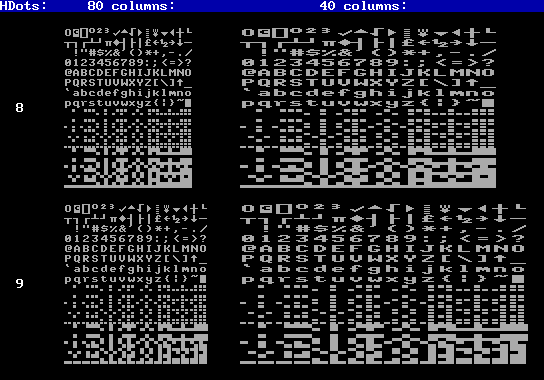 HDots: 80 columns: 40 columns:
8
!"#$%&'()*+,-./ !"#$%&'()*+,-./
0123456789:;<=>? 0123456789:;<=>?
@ABCDEFGHIJKLMNO @ABCDEFGHIJKLMNO
PQRSTUVWXYZ[\]↑_ PQRSTUVWXYZ[\]↑_
`abcdefghijklmno `abcdefghijklmno
pqrstuvwxyz{¦}~ pqrstuvwxyz{¦}~
9
!"#$%&'()*+,-./ !"#$%&'()*+,-./
0123456789:;<=>? 0123456789:;<=>?
@ABCDEFGHIJKLMNO @ABCDEFGHIJKLMNO
PQRSTUVWXYZ[\]↑_ PQRSTUVWXYZ[\]↑_
`abcdefghijklmno `abcdefghijklmno
pqrstuvwxyz{¦}~ pqrstuvwxyz{¦}~